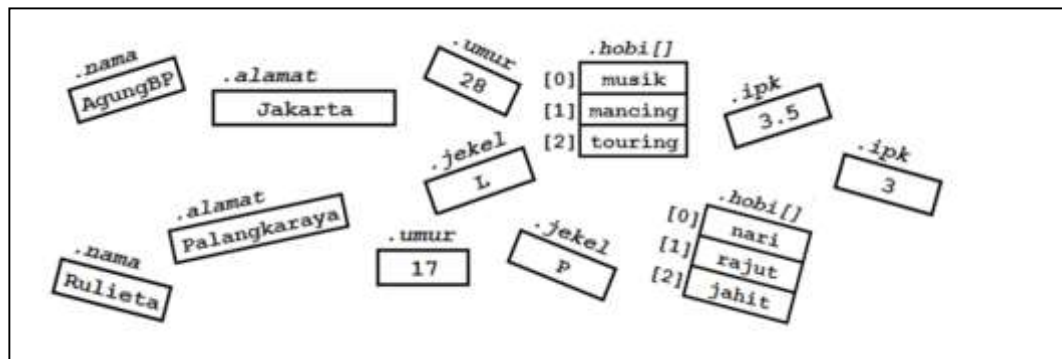 .nama
AgungBP
.alamat
Jakarta
.umur
28
.hobi[]
[0] musik
[1] mancing
[2] touring
.ipk
3.5
.jekel
L
.ipk
3
.alamat
Palangkaraya
.nama
Rulieta
.umur
17
.jekel
P
.hobi[]
[0] nari
[1] rajut
[2] jahit